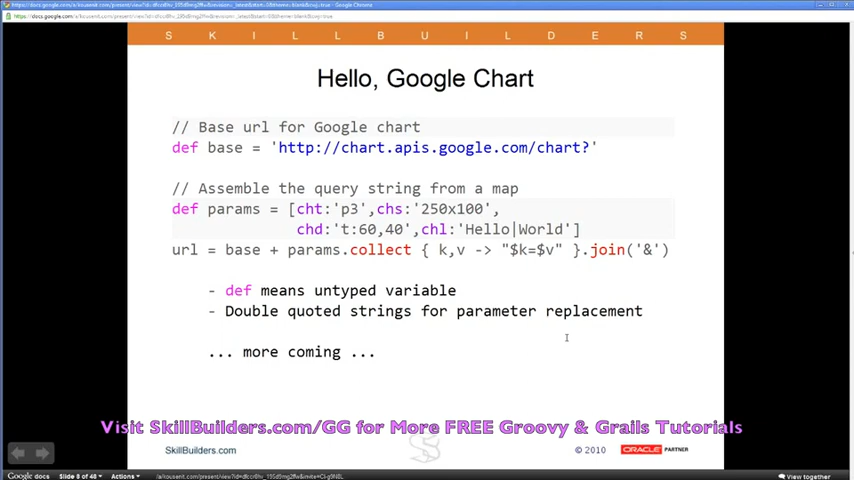 S K I L L B U I L D E R S
Hello, Google Chart
// Base url for Google chart
def base = 'http://chart.apis.google.com/chart?'
// Assemble the query string from a map
def params = [cht:'p3',chs:'250x100',
chd:'t:60,40',chl:'Hello|World']
url = base + params.collect { k,v -> "$k=$v" }.join('&')
- def means untyped variable
- Double quoted strings for parameter replacement
... more coming ...
Visit SkillBuilders.com/GG for More FREE Groovy & Grails Tutorials
SkillBuilders.com
© 2010
ORACLE PARTNER
Google docs
Slide 8 of 48
Actions
View together